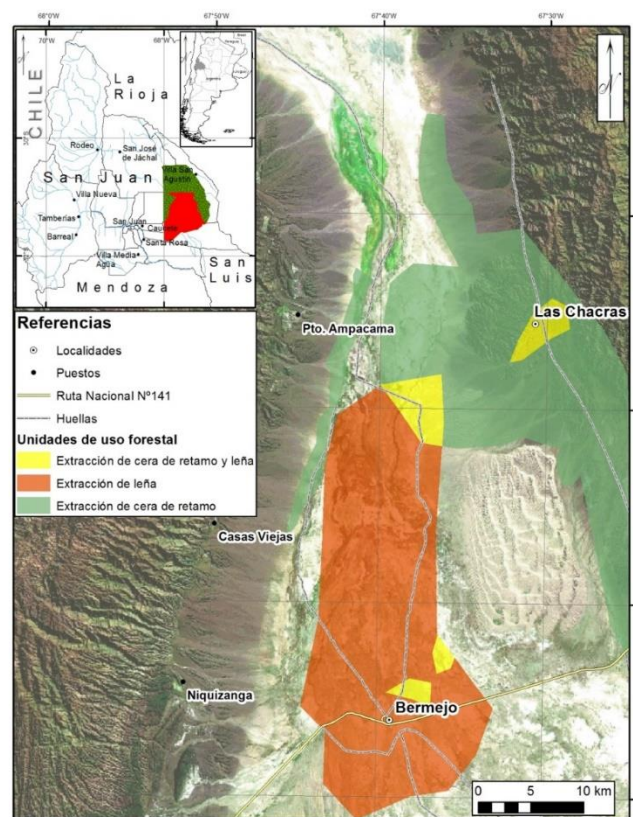 68°0'W
67°50'W
67°40'W
67°30'W
70°W
68°W
CHILE
La
Rioja
Rodeo
San José
de Jáchal
San Juan
Villa San
Agustín
Villa Nueva
Tamberías
San Juan
Caucete
Barreal
Santa Rosa
Villa Media
Agua
San
Luis
Mendoza
N
Las Chacras
Pto. Ampacama
Referencias
Localidades
Puestos
Ruta Nacional Nº141
Huellas
Unidades de uso forestal
Extracción de cera de retamo y leña
Extracción de leña
Extracción de cera de retamo
Casas Viejas
Niquizanga
Bermejo
0 5 10 km